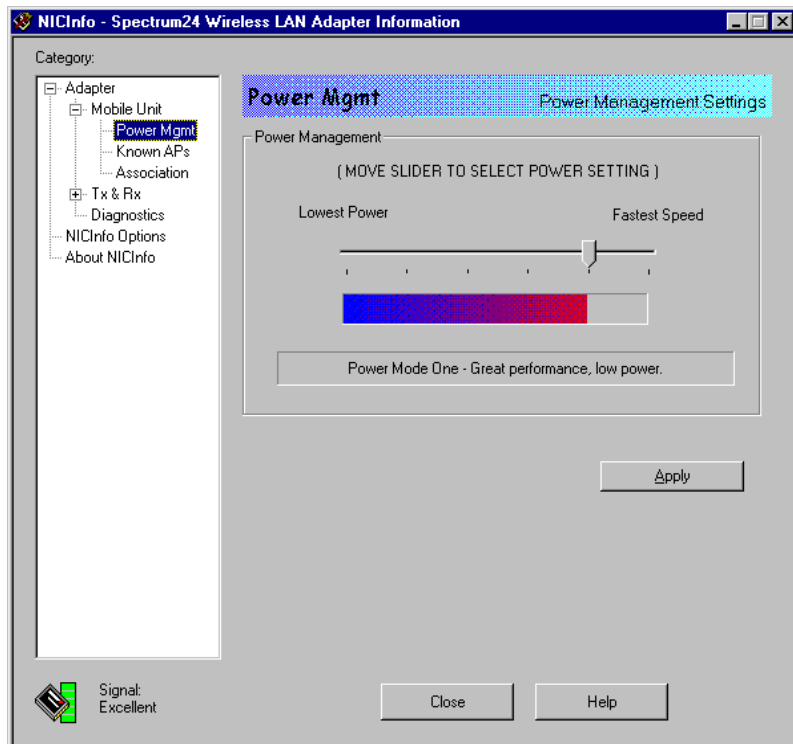 NICInfo - Spectrum24 Wireless LAN Adapter Information
Category:
Adapter
Mobile Unit
Power Mgmt
Known APs
Association
Tx & Rx
Diagnostics
NICInfo Options
About NICInfo
Power Mgmt
Power Management Settings
Power Management
( MOVE SLIDER TO SELECT POWER SETTING )
Lowest Power
Fastest Speed
Power Mode One - Great performance, low power.
Apply
Signal:
Excellent
Close
Help